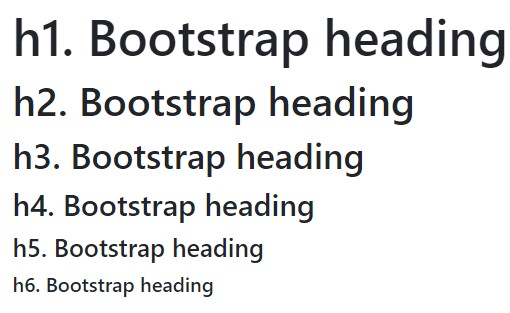 h1. Bootstrap heading
h2. Bootstrap heading
h3. Bootstrap heading
h4. Bootstrap heading
h5. Bootstrap heading
h6. Bootstrap heading